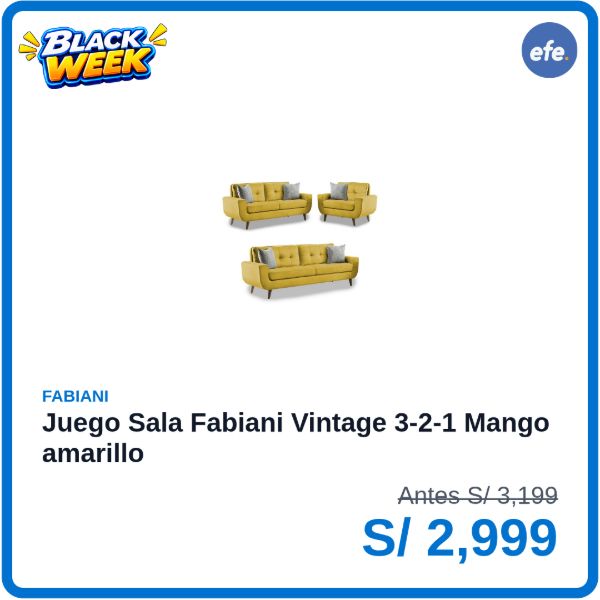 BLACK
WEEK
efe.
FABIANI
Juego Sala Fabiani Vintage 3-2-1 Mango
amarillo
Antes S/ 3,199
S/ 2,999